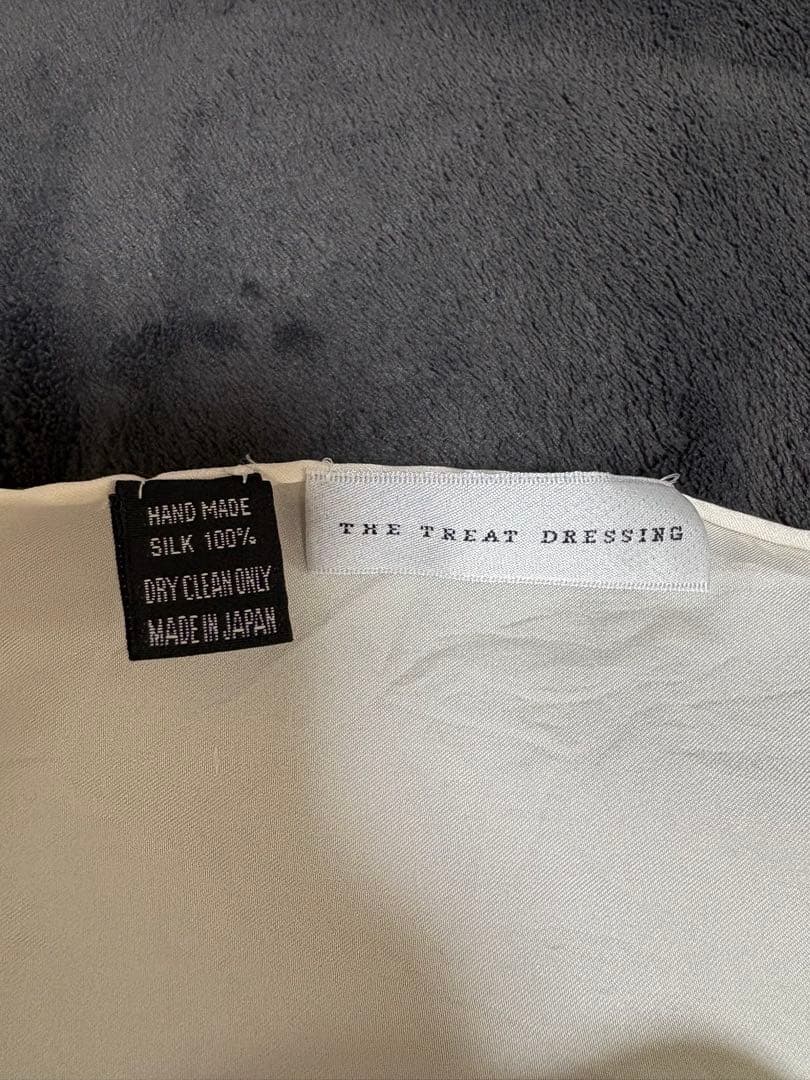 HAND MADE
SILK 100%
DRY CLEAN ONLY
MADE IN JAPAN
THE TREAT DRESSING